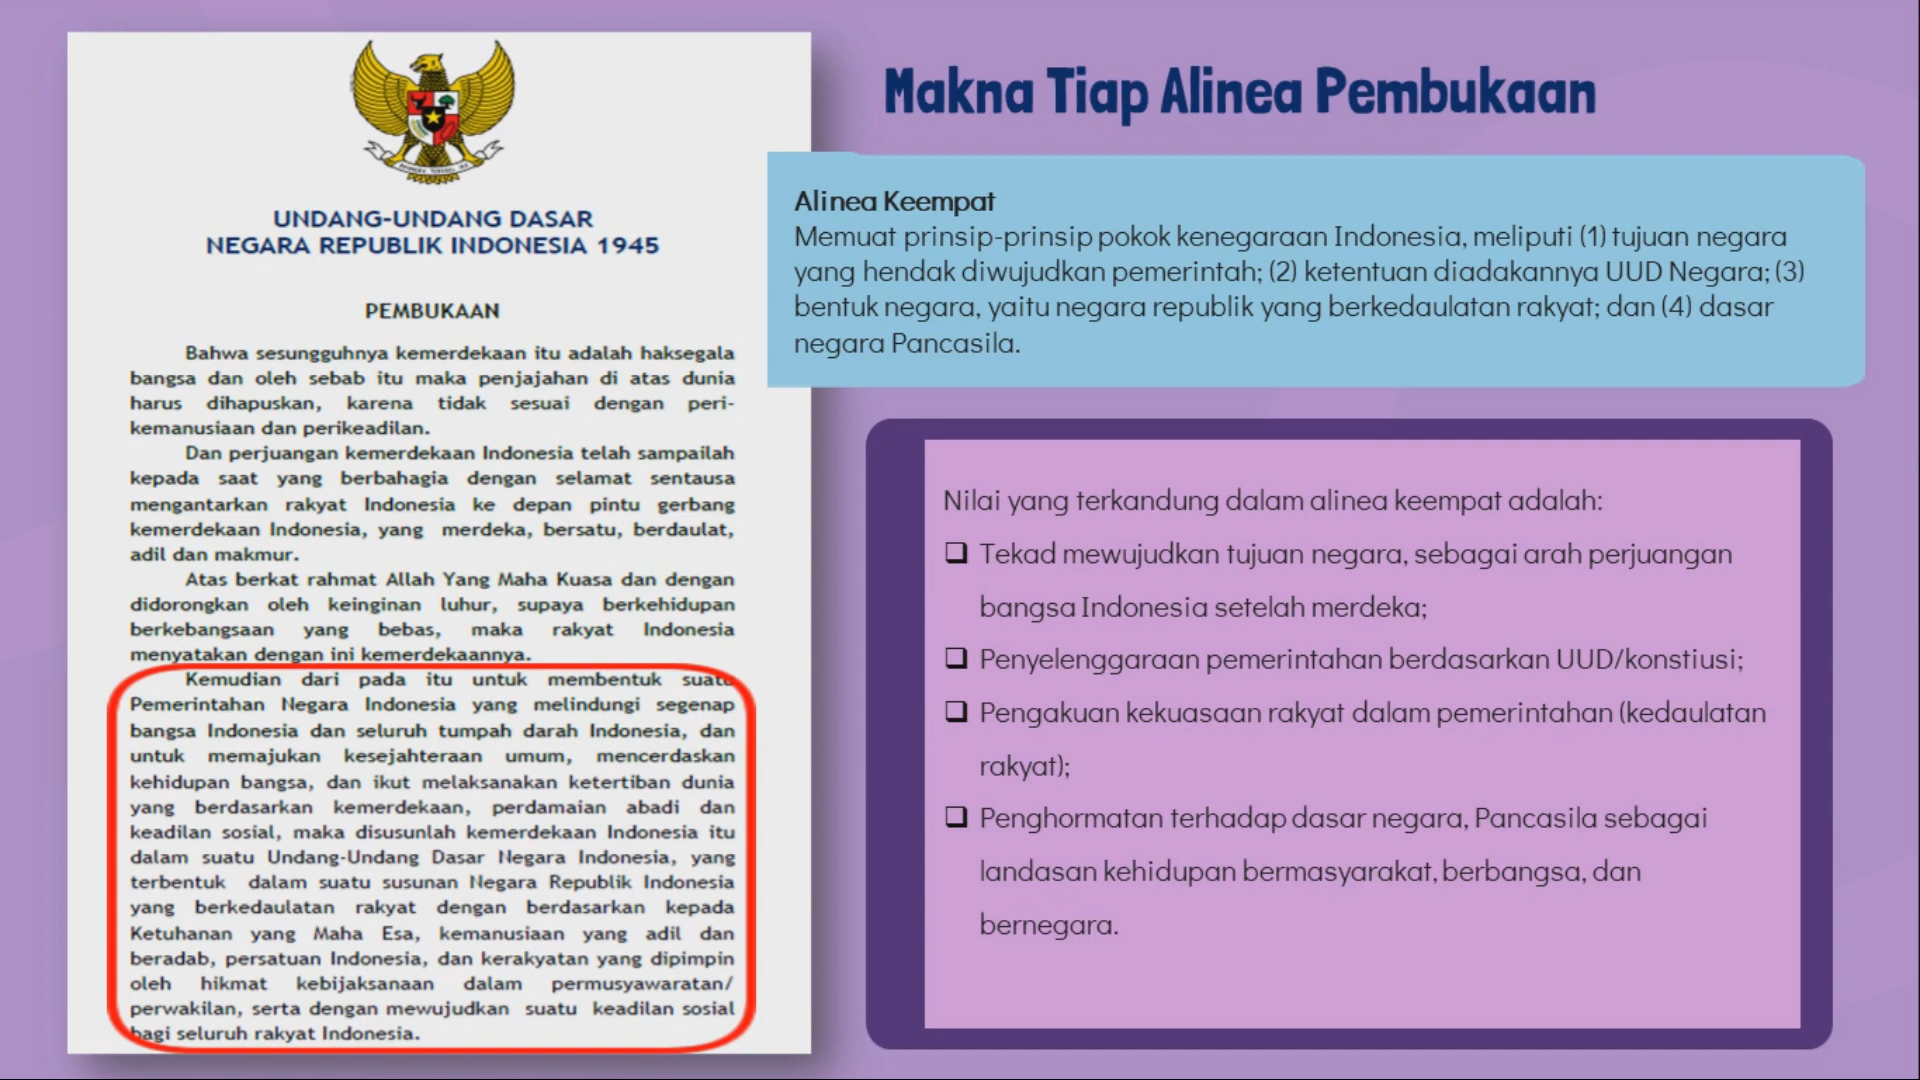 UNDANG-UNDANG DASAR
NEGARA REPUBLIK INDONESIA 1945
PEMBUKAAN
Bahwa sesungguhnya kemerdekaan itu adalah haksegala
bangsa dan oleh sebab itu maka penjajahan di atas dunia
harus dihapuskan, karena tidak sesuai dengan peri-
kemanusiaan dan perikeadilan.
Dan perjuangan kemerdekaan Indonesia telah sampailah
kepada saat yang berbahagia dengan selamat sentausa
mengantarkan rakyat Indonesia ke depan pintu gerbang
kemerdekaan Indonesia, yang merdeka, bersatu, berdaulat,
adil dan makmur.
Atas berkat rahmat Allah Yang Maha Kuasa dan dengan
didorongkan oleh keinginan luhur, supaya berkehidupan
berkebangsaan yang bebas, maka rakyat Indonesia
menyatakan dengan ini kemerdekaannya.
Kemudian dari pada itu untuk membentuk suatu
Pemerintahan Negara Indonesia yang melindungi segenap
bangsa Indonesia dan seluruh tumpah darah Indonesia, dan
untuk memajukan kesejahteraan umum, mencerdaskan
kehidupan bangsa, dan ikut melaksanakan ketertiban dunia
yang berdasarkan kemerdekaan, perdamaian abadi dan
keadilan sosial, maka disusunlah kemerdekaan Indonesia itu
dalam suatu Undang-Undang Dasar Negara Indonesia, yang
terbentuk dalam suatu susunan Negara Republik Indonesia
yang berkedaulatan rakyat dengan berdasarkan kepada
Ketuhanan yang Maha Esa, kemanusiaan yang adil dan
beradab, persatuan Indonesia, dan kerakyatan yang dipimpin
oleh hikmat kebijaksanaan dalam permusyawaratan/
perwakilan, serta dengan mewujudkan suatu keadilan sosial
bagi seluruh rakyat Indonesia.
Makna Tiap Alinea Pembukaan
Alinea Keempat
Memuat prinsip-prinsip pokok kenegaraan Indonesia, meliputi (1) tujuan negara
yang hendak diwujudkan pemerintah; (2) ketentuan diadakannya UUD Negara; (3)
bentuk negara, yaitu negara republik yang berkedaulatan rakyat; dan (4) dasar
negara Pancasila.
Nilai yang terkandung dalam alinea keempat adalah:
❑ Tekad mewujudkan tujuan negara, sebagai arah perjuangan
bangsa Indonesia setelah merdeka;
❑ Penyelenggaraan pemerintahan berdasarkan UUD/konstiusi;
❑ Pengakuan kekuasaan rakyat dalam pemerintahan (kedaulatan
rakyat);
❑ Penghormatan terhadap dasar negara, Pancasila sebagai
landasan kehidupan bermasyarakat, berbangsa, dan
bernegara.